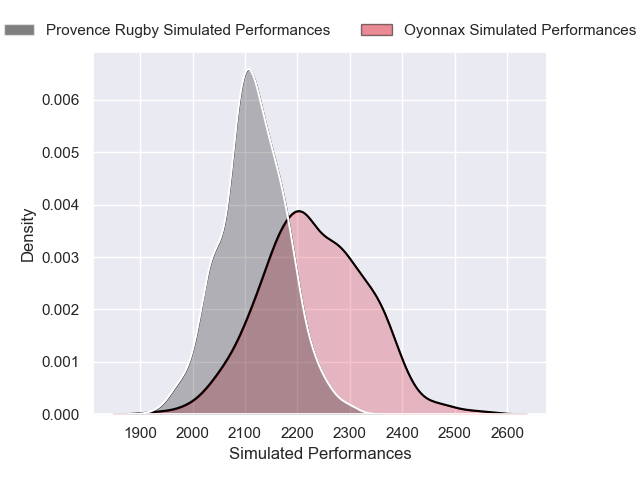 Provence Rugby Simulated Performances
Oyonnax Simulated Performances
0.006
0.005
0.004
0.003
0.002
0.001
0.000
Density
1900 2000 2100 2200 2300 2400 2500 2600
Simulated Performances